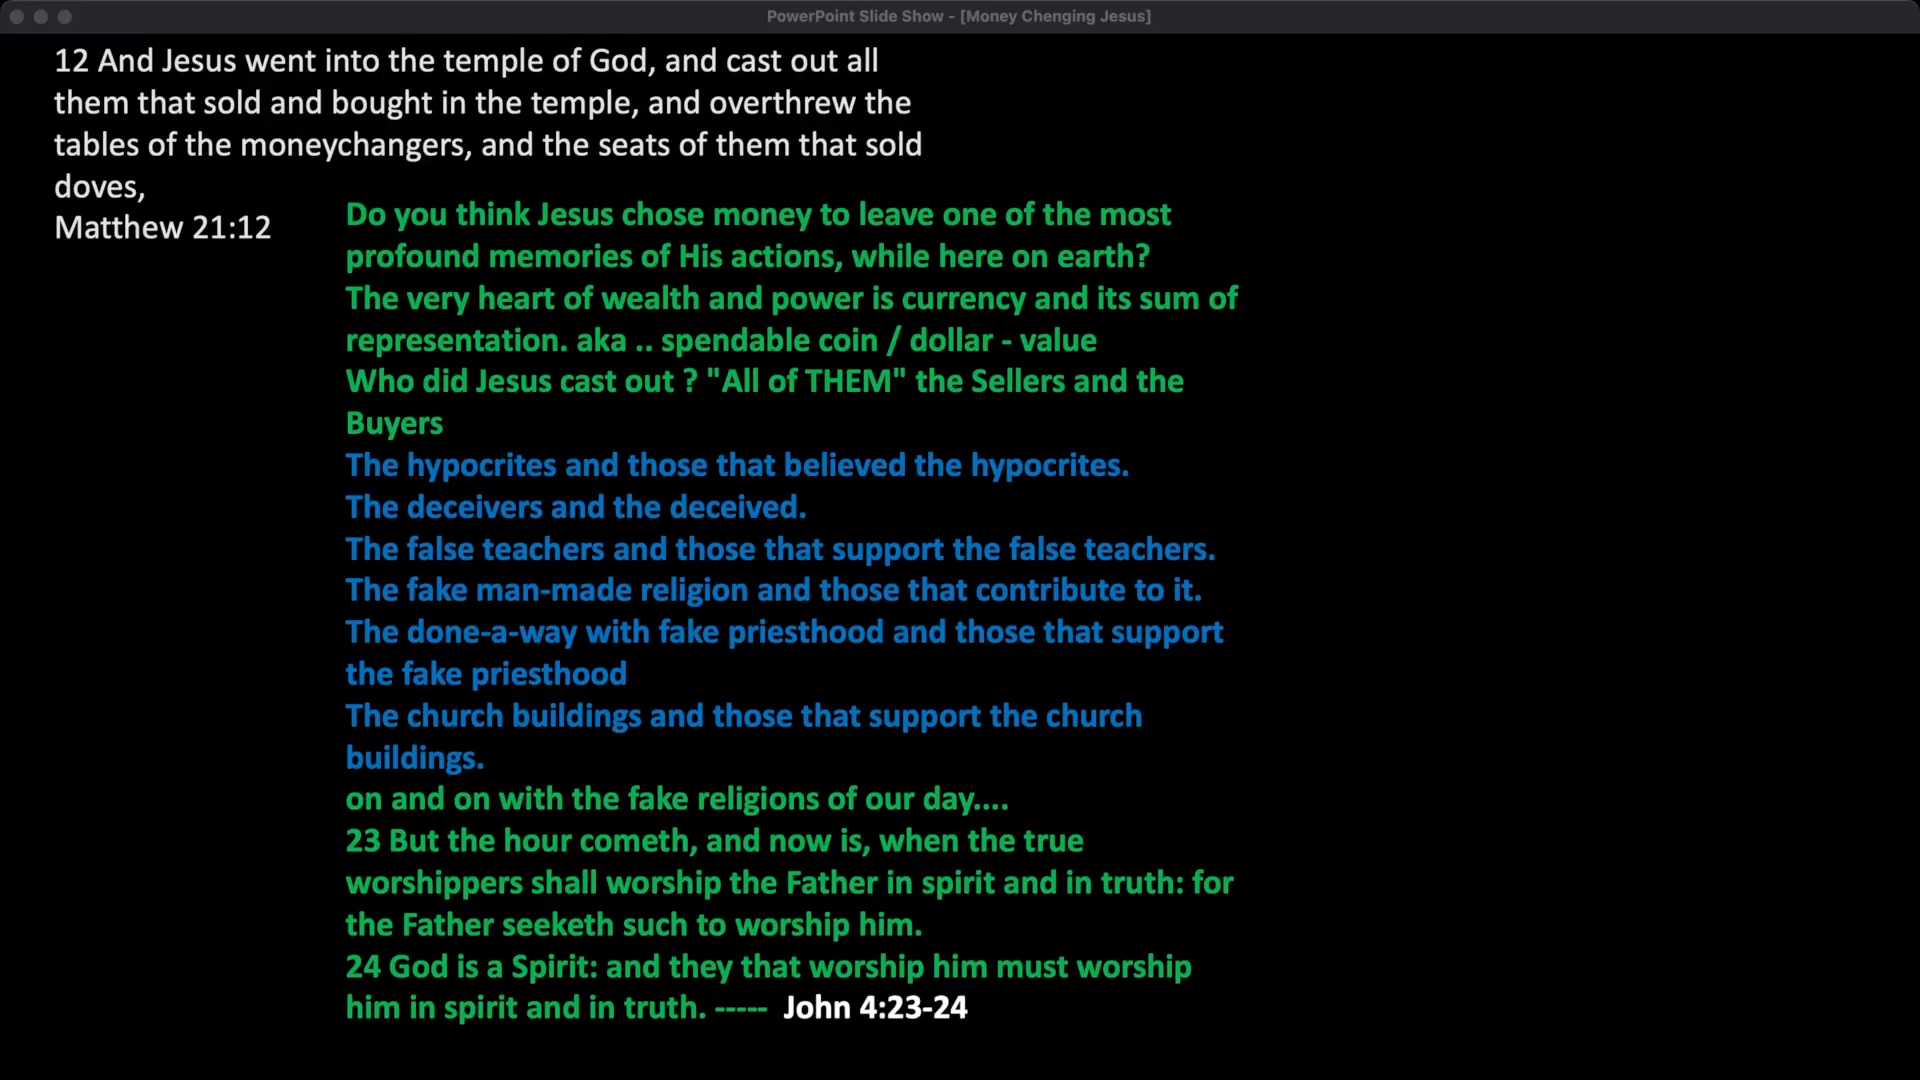 PowerPoint Slide Show - [Money Chenging Jesus]
12 And Jesus went into the temple of God, and cast out all
them that sold and bought in the temple, and overthrew the
tables of the moneychangers, and the seats of them that sold
doves,
Matthew 21:12
Do you think Jesus chose money to leave one of the most
profound memories of His actions, while here on earth?
The very heart of wealth and power is currency and its sum of
representation. aka .. spendable coin / dollar - value
Who did Jesus cast out ? "All of THEM" the Sellers and the
Buyers
The hypocrites and those that believed the hypocrites.
The deceivers and the deceived.
The false teachers and those that support the false teachers.
The fake man-made religion and those that contribute to it.
The done-a-way with fake priesthood and those that support
the fake priesthood
The church buildings and those that support the church
buildings.
on and on with the fake religions of our day....
23 But the hour cometh, and now is, when the true
worshippers shall worship the Father in spirit and in truth: for
the Father seeketh such to worship him.
24 God is a Spirit: and they that worship him must worship
him in spirit and in truth. ----- John 4:23-24